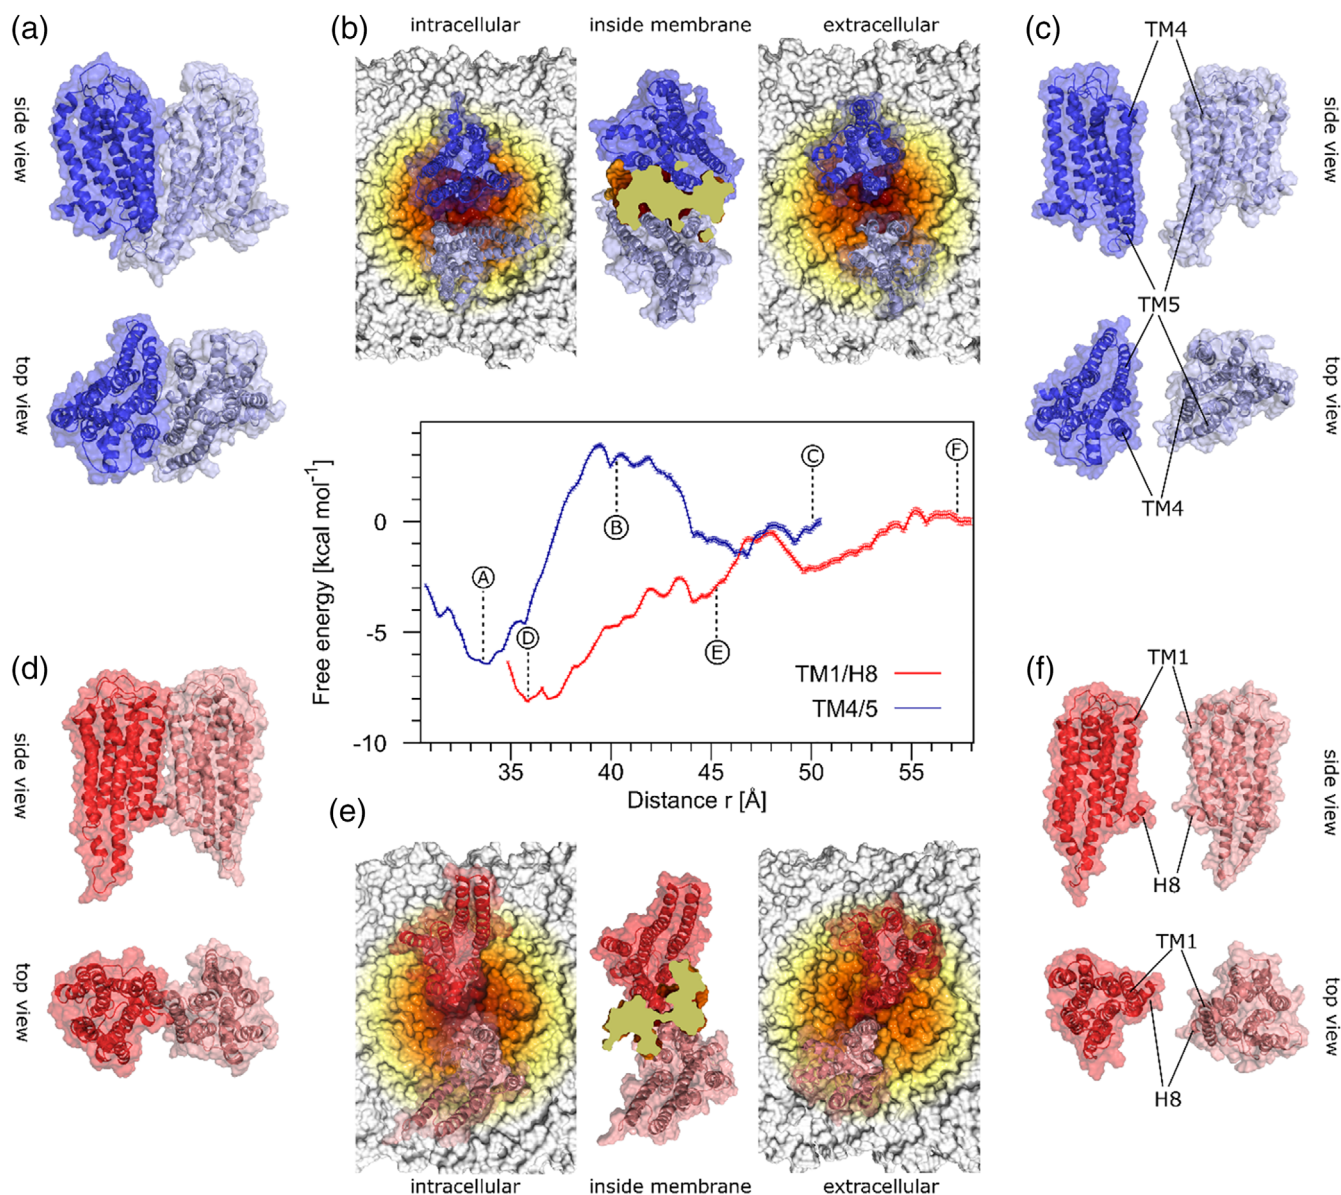 (a)
side view
top view
(b)
intracellular
inside membrane
extracellular
(c)
TM4
side view
TM5
top view
TM4
Free energy [kcal mol⁻¹]
0
-5
-10
A
B
C
D
E
F
TM1/H8
TM4/5
35
40
45
50
55
Distance r [Å]
(d)
side view
top view
(e)
intracellular
inside membrane
extracellular
(f)
TM1
side view
H8
TM1
top view
H8